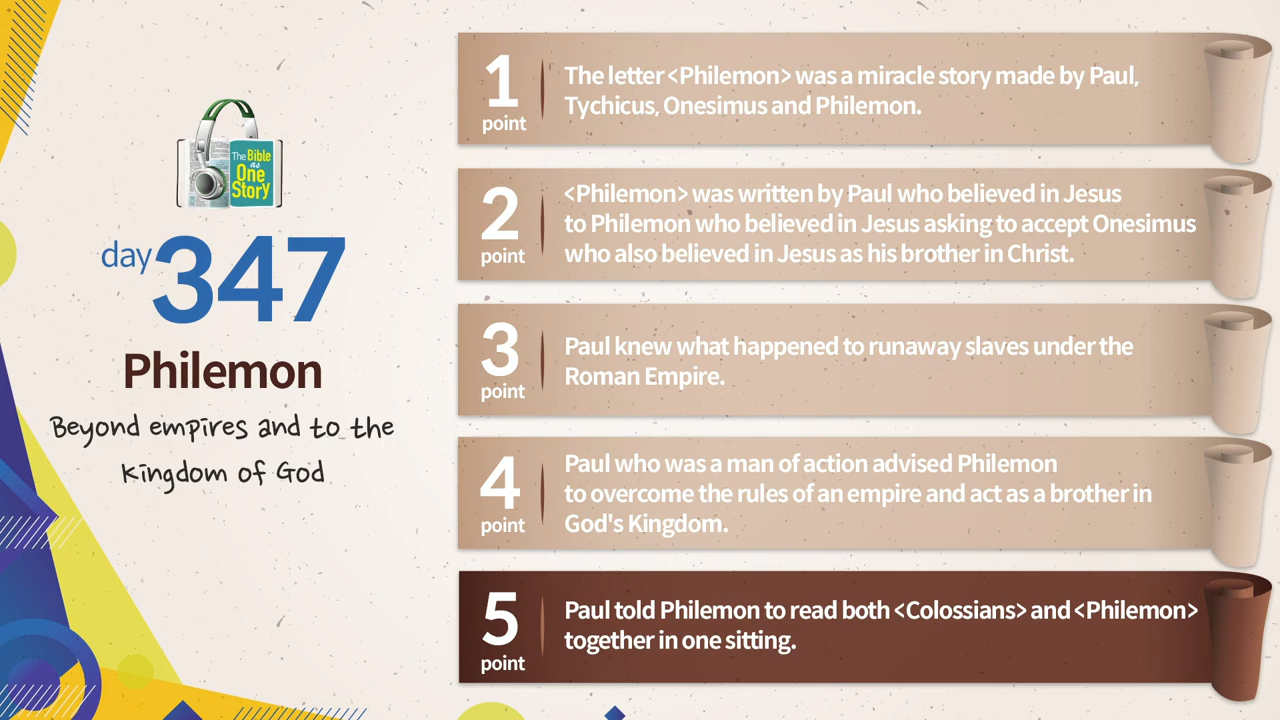 The Bible
as
One
Story
day 347
Philemon
Beyond empires and to the
Kingdom of God
1
point
The letter <Philemon> was a miracle story made by Paul,
Tychicus, Onesimus and Philemon.
2
point
<Philemon> was written by Paul who believed in Jesus
to Philemon who believed in Jesus asking to accept Onesimus
who also believed in Jesus as his brother in Christ.
3
point
Paul knew what happened to runaway slaves under the
Roman Empire.
4
point
Paul who was a man of action advised Philemon
to overcome the rules of an empire and act as a brother in
God's Kingdom.
5
point
Paul told Philemon to read both <Colossians> and <Philemon>
together in one sitting.